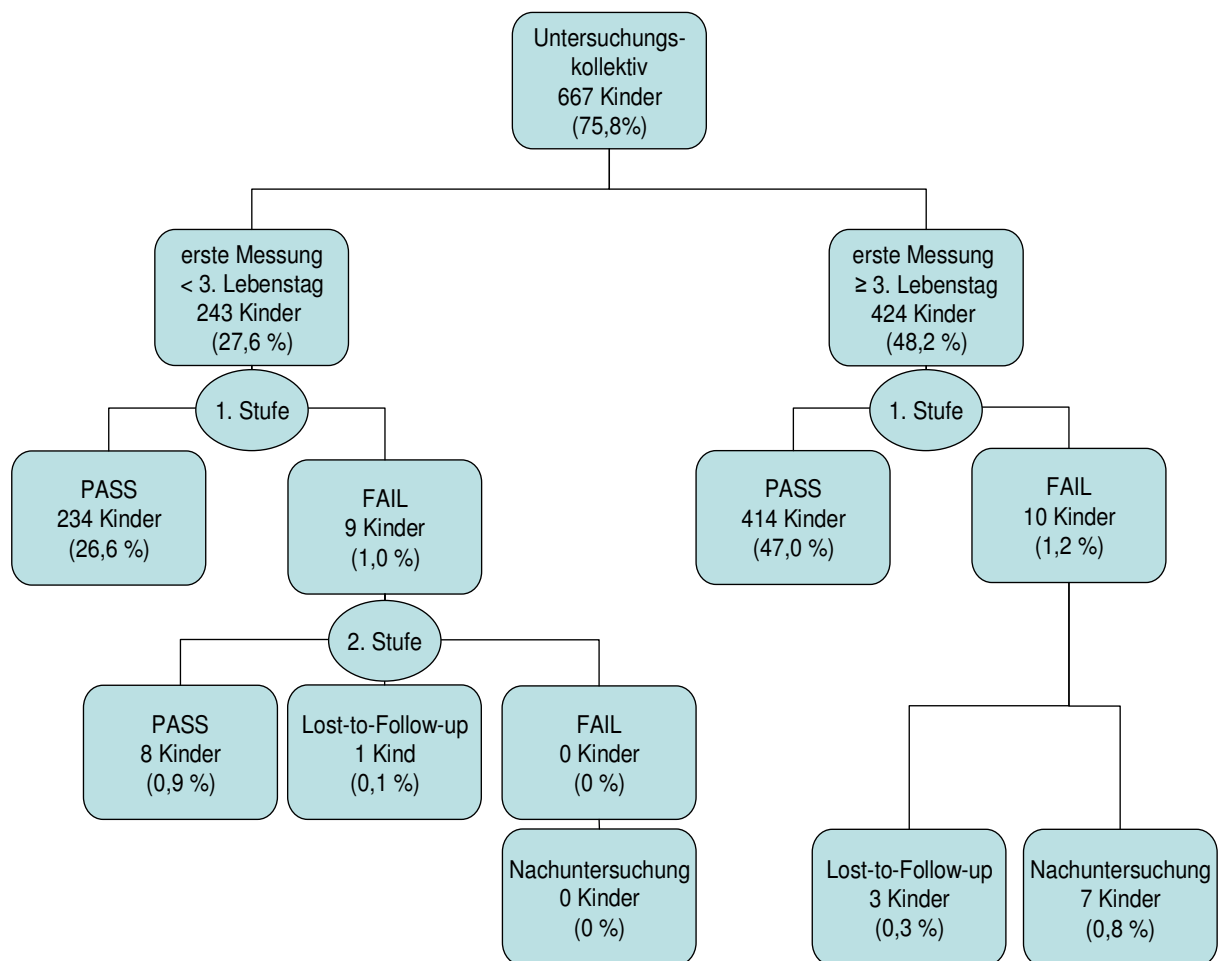 Untersuchungs-
kollektiv
667 Kinder
(75,8%)
erste Messung
< 3. Lebenstag
243 Kinder
(27,6 %)
erste Messung
≥ 3. Lebenstag
424 Kinder
(48,2 %)
1. Stufe
1. Stufe
PASS
234 Kinder
(26,6 %)
FAIL
9 Kinder
(1,0 %)
PASS
414 Kinder
(47,0 %)
FAIL
10 Kinder
(1,2 %)
2. Stufe
PASS
8 Kinder
(0,9 %)
Lost-to-Follow-up
1 Kind
(0,1 %)
FAIL
0 Kinder
(0 %)
Nachuntersuchung
0 Kinder
(0 %)
Lost-to-Follow-up
3 Kinder
(0,3 %)
Nachuntersuchung
7 Kinder
(0,8 %)